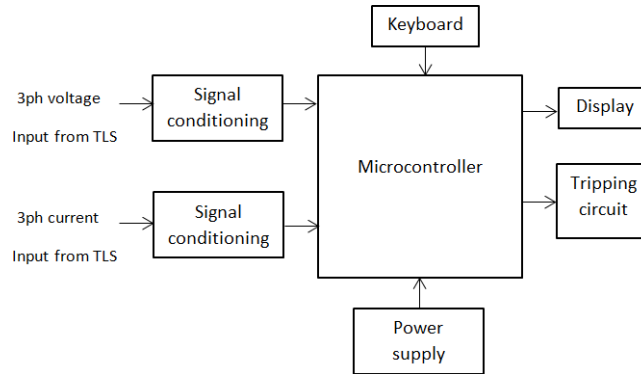 Keyboard
3ph voltage
Input from TLS
Signal
conditioning
Display
Microcontroller
3ph current
Input from TLS
Signal
conditioning
Tripping
circuit
Power
supply